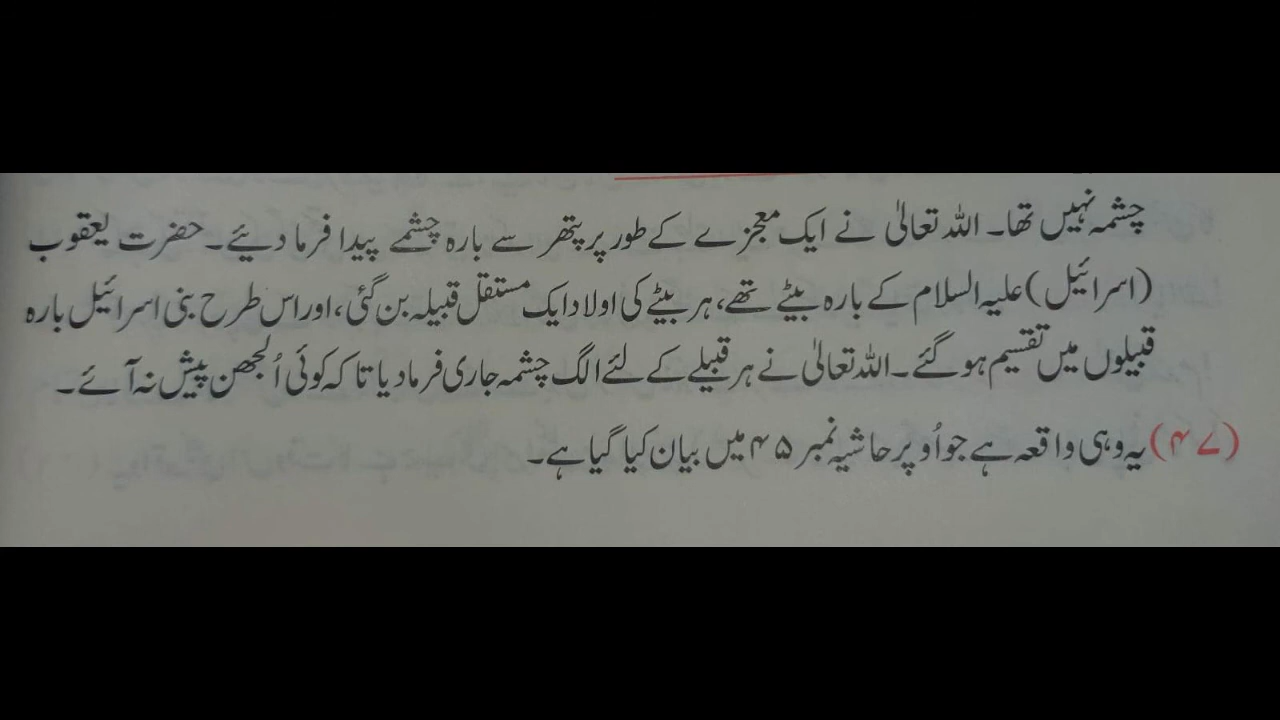 چشمہ نہیں تھا۔ اللہ تعالیٰ نے ایک معجزے کے طور پر پتھر سے بارہ چشمے پیدا فرما دیئے۔ حضرت یعقوب
(اسرائیل) علیہ السلام کے بارہ بیٹے تھے، ہر بیٹے کی اولاد ایک مستقل قبیلہ بن گئی، اور اس طرح بنی اسرائیل بارہ
قبیلوں میں تقسیم ہو گئے۔ اللہ تعالیٰ نے ہر قبیلے کے لئے الگ چشمہ جاری فرما دیا تا کہ کوئی اُلجھن پیش نہ آئے۔
(۴۷) یہ وہی واقعہ ہے جو اُوپر حاشیہ نمبر ۴۵ میں بیان کیا گیا ہے۔